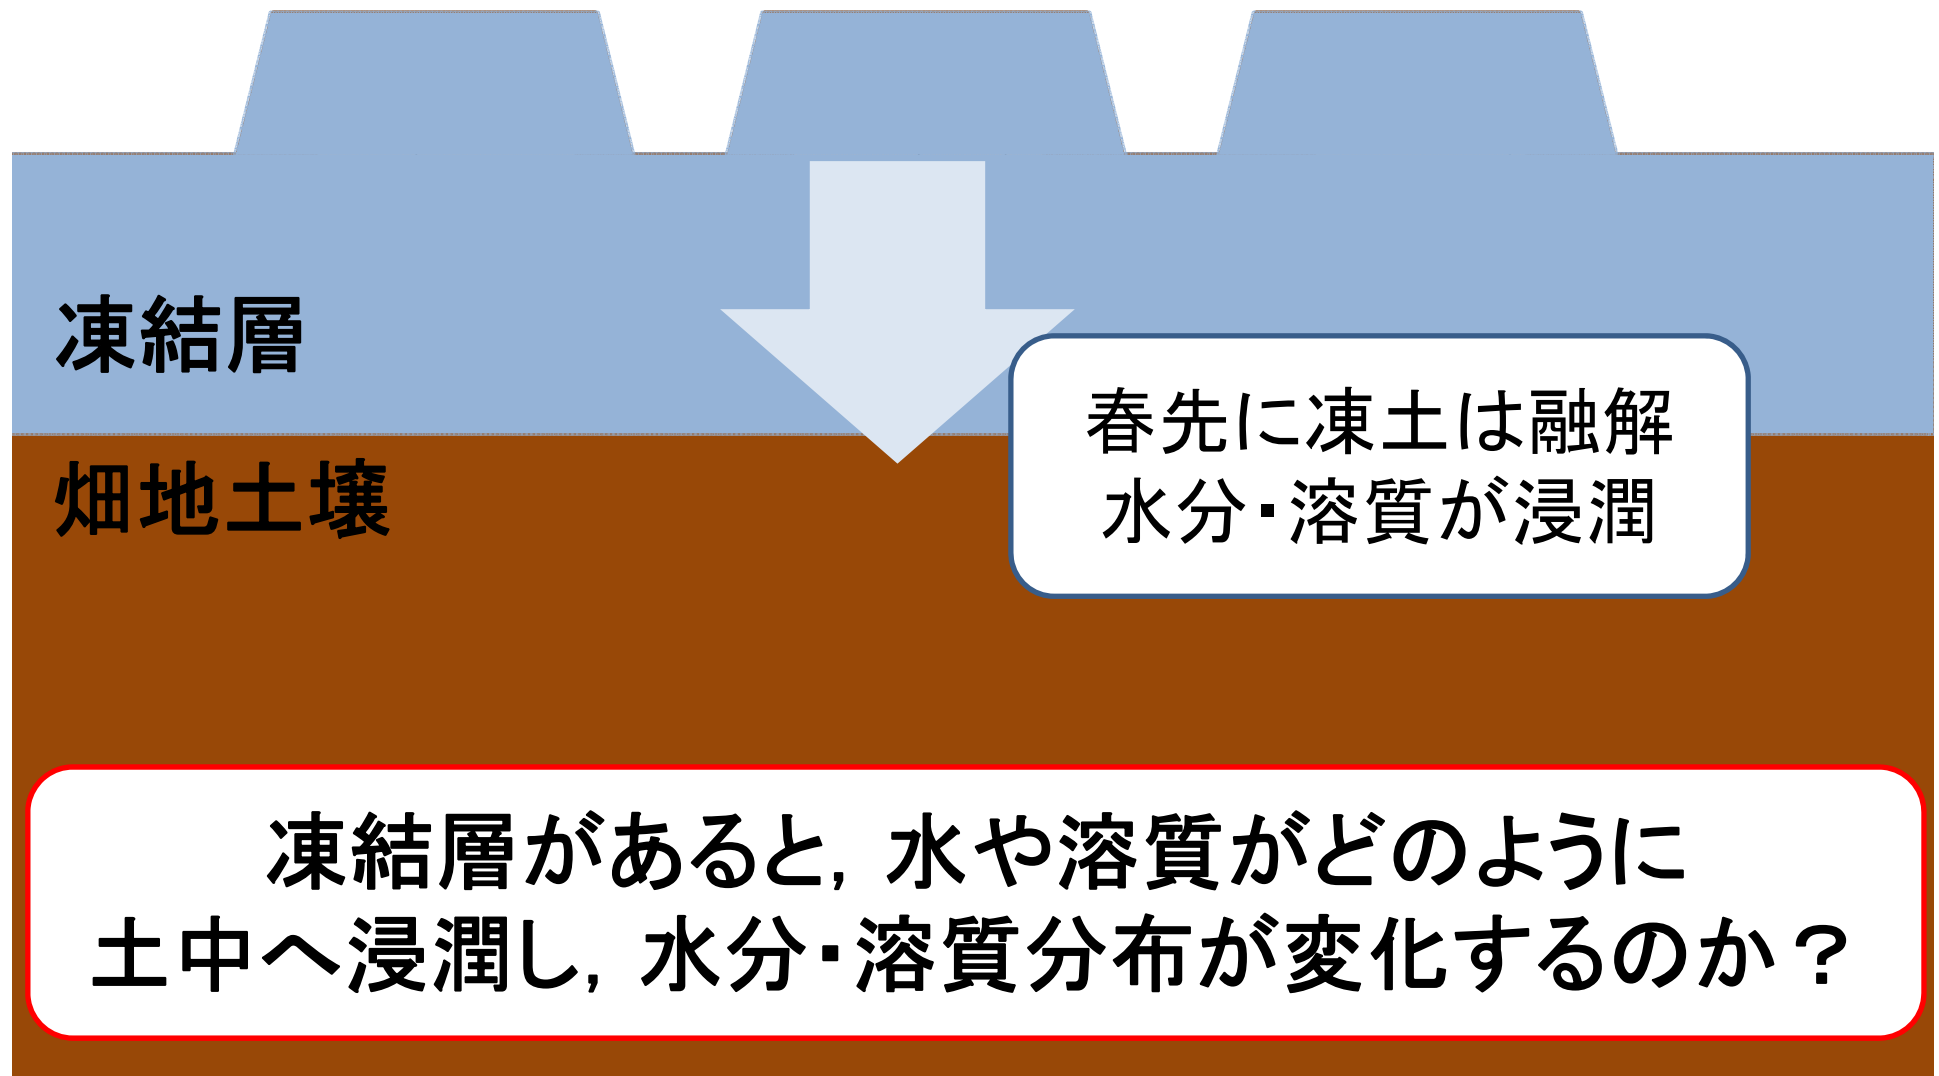 凍結層
畑地土壌
春先に凍土は融解
水分・溶質が浸潤
凍結層があると，水や溶質がどのように
土中へ浸潤し，水分・溶質分布が変化するのか？